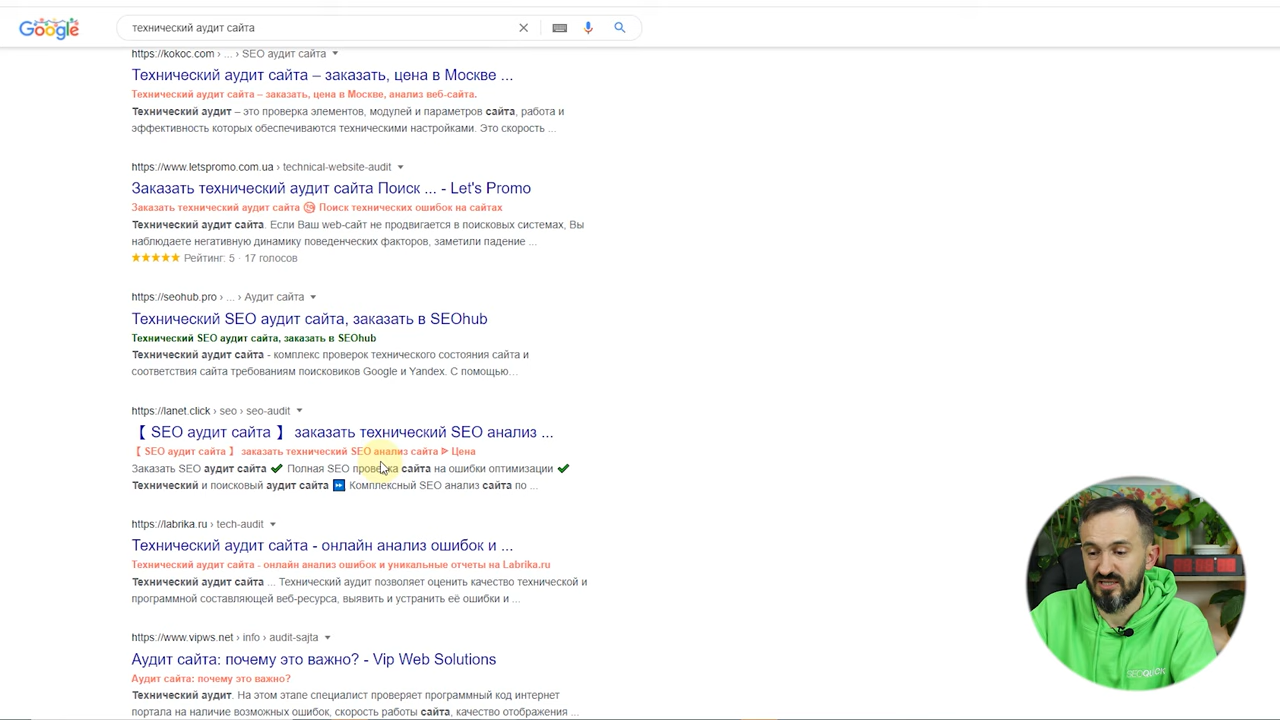 Google
технический аудит сайта
https://kokoc.com › ... › SEO аудит сайта
Технический аудит сайта – заказать, цена в Москве ...
Технический аудит сайта – заказать, цена в Москве, анализ веб-сайта.
Технический аудит – это проверка элементов, модулей и параметров сайта, работа и
эффективность которых обеспечиваются техническими настройками. Это скорость ...
https://www.letspromo.com.ua › technical-website-audit
Заказать технический аудит сайта Поиск ... - Let's Promo
Заказать технический аудит сайта Поиск технических ошибок на сайтах
Технический аудит сайта. Если Ваш web-сайт не продвигается в поисковых системах, Вы
наблюдаете негативную динамику поведенческих факторов, заметили падение ...
★★★★★ Рейтинг: 5 · 17 голосов
https://seohub.pro › ... › Аудит сайта
Технический SEO аудит сайта, заказать в SEOhub
Технический SEO аудит сайта, заказать в SEOhub
Технический аудит сайта - комплекс проверок технического состояния сайта и
соответствия сайта требованиям поисковиков Google и Yandex. С помощью...
https://lanet.click › seo › seo-audit
【 SEO аудит сайта 】 заказать технический SEO анализ ...
【 SEO аудит сайта 】 заказать технический SEO анализ сайта ᐈ Цена
Заказать SEO аудит сайта ✔ Полная SEO проверка сайта на ошибки оптимизации ✔
Технический и поисковый аудит сайта ⏩ Комплексный SEO анализ сайта по ...
https://labrika.ru › tech-audit
Технический аудит сайта - онлайн анализ ошибок и ...
Технический аудит сайта - онлайн анализ ошибок и уникальные отчеты на Labrika.ru
Технический аудит сайта ... Технический аудит позволяет оценить качество технической и
программной составляющей веб-ресурса, выявить и устранить её ошибки и ...
https://www.vipws.net › info › audit-sajta
Аудит сайта: почему это важно? - Vip Web Solutions
Аудит сайта: почему это важно?
Технический аудит. На этом этапе специалист проверяет программный код интернет
портала на наличие возможных ошибок, скорость работы сайта, качество отображения ...
SEOQUICK